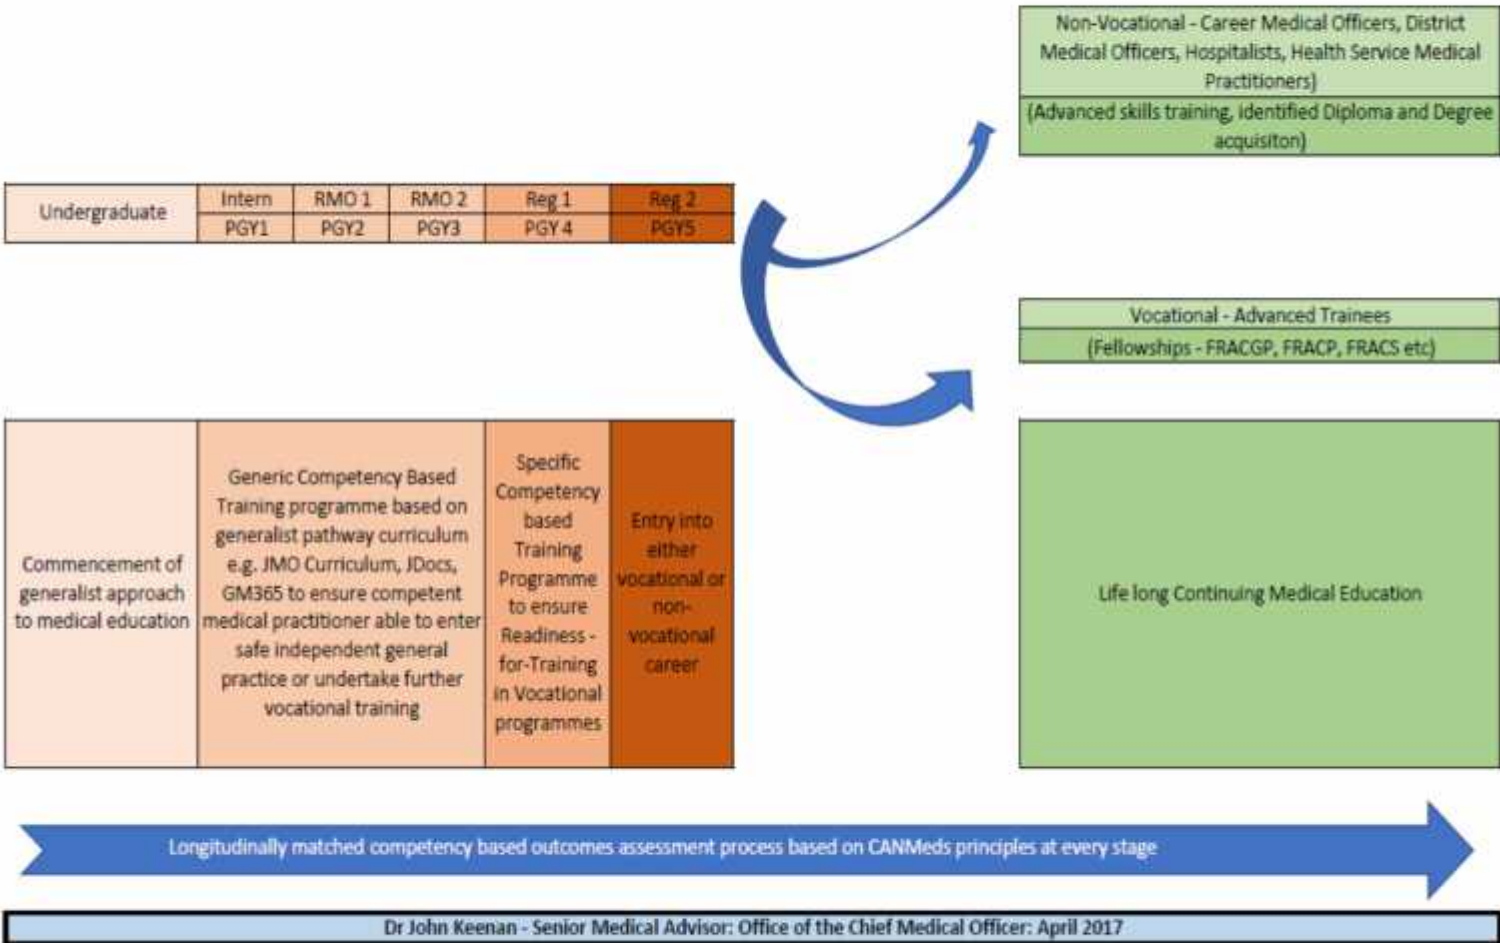 Non-Vocational - Career Medical Officers, District
Medical Officers, Hospitalists, Health Service Medical
Practitioners)
(Advanced skills training, identified Diploma and Degree
acquisiton)
Undergraduate
Intern
RMO 1
RMO 2
Reg 1
Reg 2
PGY1
PGY2
PGY3
PGY 4
PGY5
Vocational - Advanced Trainees
(Fellowships - FRACGP, FRACP, FRACS etc)
Commencement of
generalist approach
to medical education
Generic Competency Based
Training programme based on
generalist pathway curriculum
e.g. JMO Curriculum, JDocs,
GM365 to ensure competent
medical practitioner able to enter
safe independent general
practice or undertake further
vocational training
Specific
Competency
based
Training
Programme
to ensure
Readiness -
for-Training
in Vocational
programmes
Entry into
either
vocational or
non-
vocational
career
Life long Continuing Medical Education
Longitudinally matched competency based outcomes assessment process based on CANMeds principles at every stage
Dr John Keenan - Senior Medical Advisor: Office of the Chief Medical Officer: April 2017